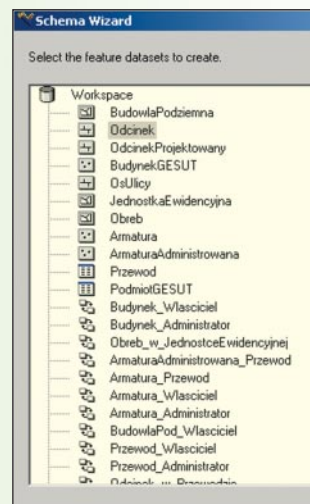 Schema Wizard
Select the feature datasets to create.
Workspace
BudowlaPodziemna
Odcinek
OdcinekProjektowany
BudynekGESUT
OsUlicy
JednostkaEwidencyjna
Obreb
Armatura
ArmaturaAdministrowana
Przewod
PodmiotGESUT
Budynek_Wlasciciel
Budynek_Administrator
Obreb_w_JednostceEwidencyjnej
ArmaturaAdministrowana_Przewod
Armatura_Przewod
Armatura_Wlasciciel
Armatura_Administrator
BudowlaPod_Wlasciciel
Przewod_Wlasciciel
Przewod_Administrator
Odcinek_w_Przewodzie